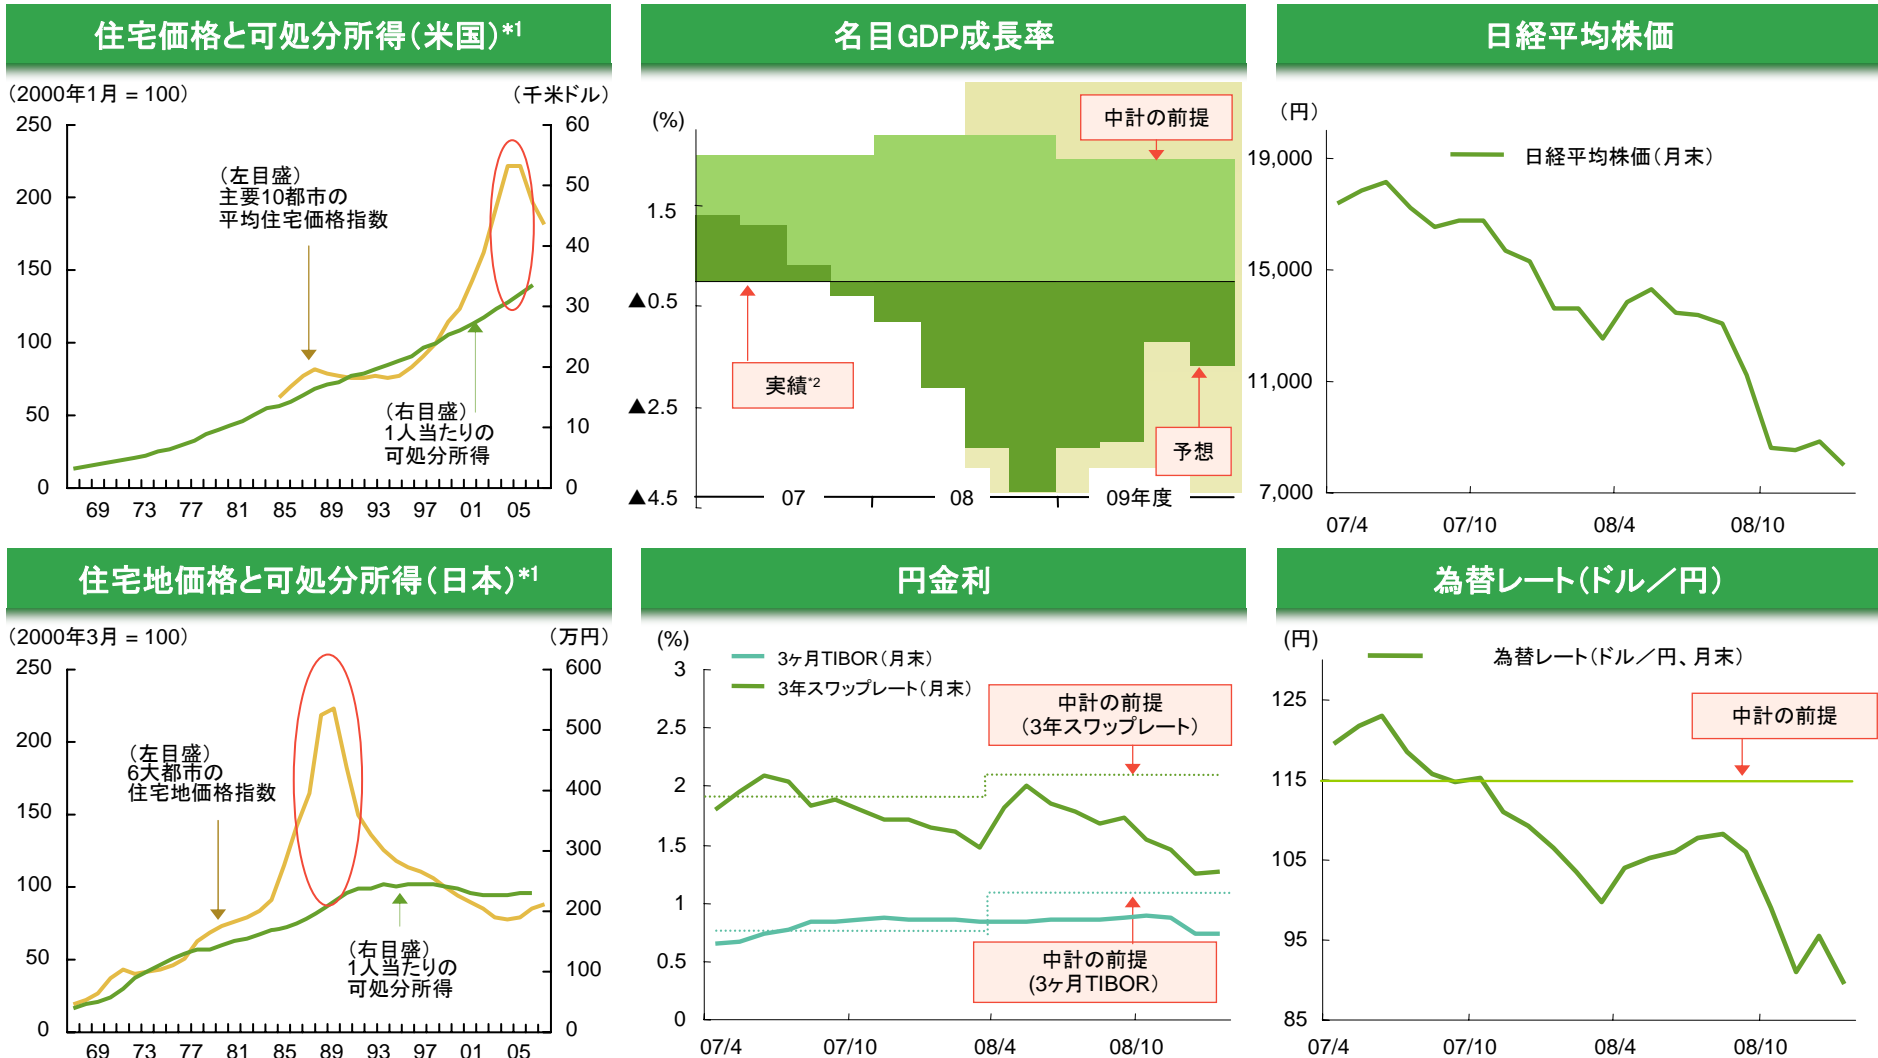 住宅価格と可処分所得（米国）*1
（2000年1月 = 100）
（千米ドル）
250
200
150
100
50
0
60
50
40
30
20
10
0
（左目盛）
主要10都市の
平均住宅価格指数
（右目盛）
1人当たりの
可処分所得
69 73 77 81 85 89 93 97 01 05
名目GDP成長率
(%)
1.5
▲0.5
▲2.5
▲4.5
中計の前提
実績*2
予想
07 08 09年度
日経平均株価
（円）
19,000
15,000
11,000
7,000
日経平均株価（月末）
07/4 07/10 08/4 08/10
住宅地価格と可処分所得（日本）*1
（2000年3月 = 100）
（万円）
250
200
150
100
50
0
600
500
400
300
200
100
0
（左目盛）
6大都市の
住宅地価格指数
（右目盛）
1人当たりの
可処分所得
69 73 77 81 85 89 93 97 01 05
円金利
(%)
3
2.5
2
1.5
1
0.5
0
3ヶ月TIBOR（月末）
3年スワップレート（月末）
中計の前提
（3年スワップレート）
中計の前提
(3ヶ月TIBOR）
07/4 07/10 08/4 08/10
為替レート（ドル／円）
(円)
125
115
105
95
85
為替レート（ドル／円、月末）
中計の前提
07/4 07/10 08/4 08/10